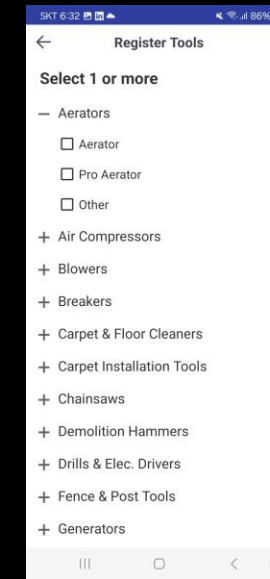 SKT 6:32 86%
Register Tools
Select 1 or more
Aerators
Aerator
Pro Aerator
Other
Air Compressors
Blowers
Breakers
Carpet & Floor Cleaners
Carpet Installation Tools
Chainsaws
Demolition Hammers
Drills & Elec. Drivers
Fence & Post Tools
Generators